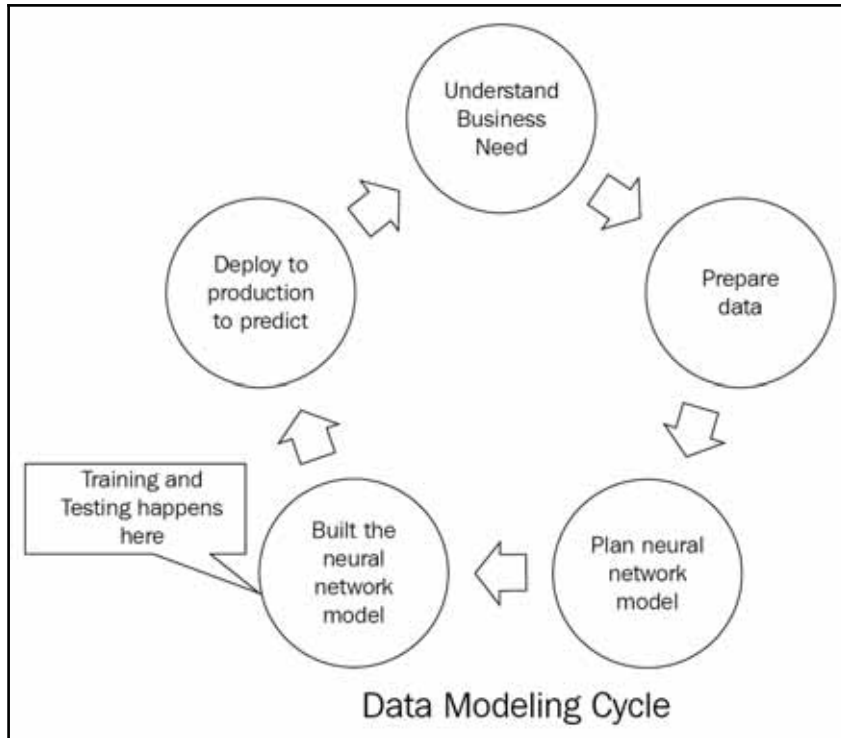 Understand
Business
Need
Prepare
data
Plan neural
network
model
Built the
neural
network
model
Training and
Testing happens
here
Deploy to
production
to predict
Data Modeling Cycle